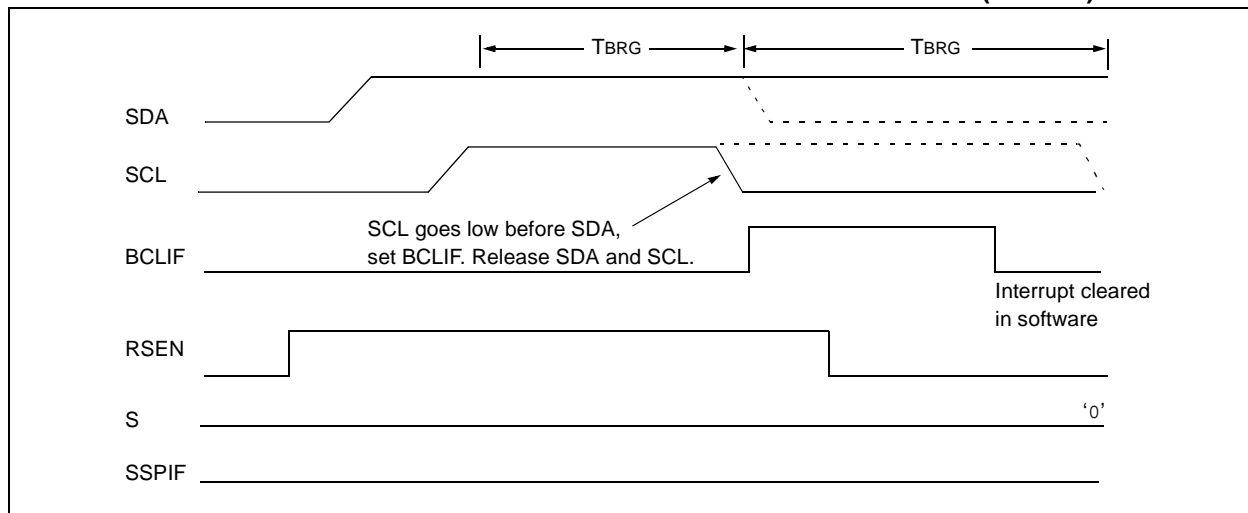 TBRG TBRG
SDA
SCL
SCL goes low before SDA,
set BCLIF. Release SDA and SCL.
BCLIF
Interrupt cleared
in software
RSEN
S
‘0’
SSPIF